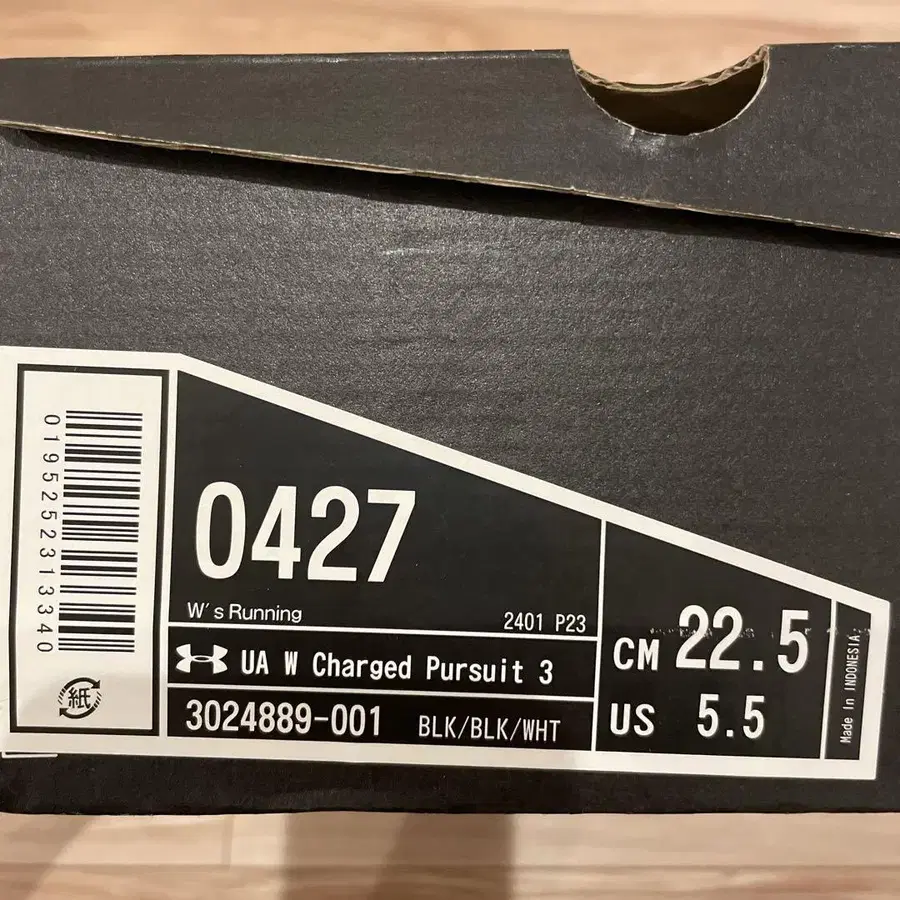 0195252313340
紙
0427
W's Running
2401 P23
UA W Charged Pursuit 3
3024889-001 BLK/BLK/WHT
CM 22.5
US 5.5
Made In INDONESIA